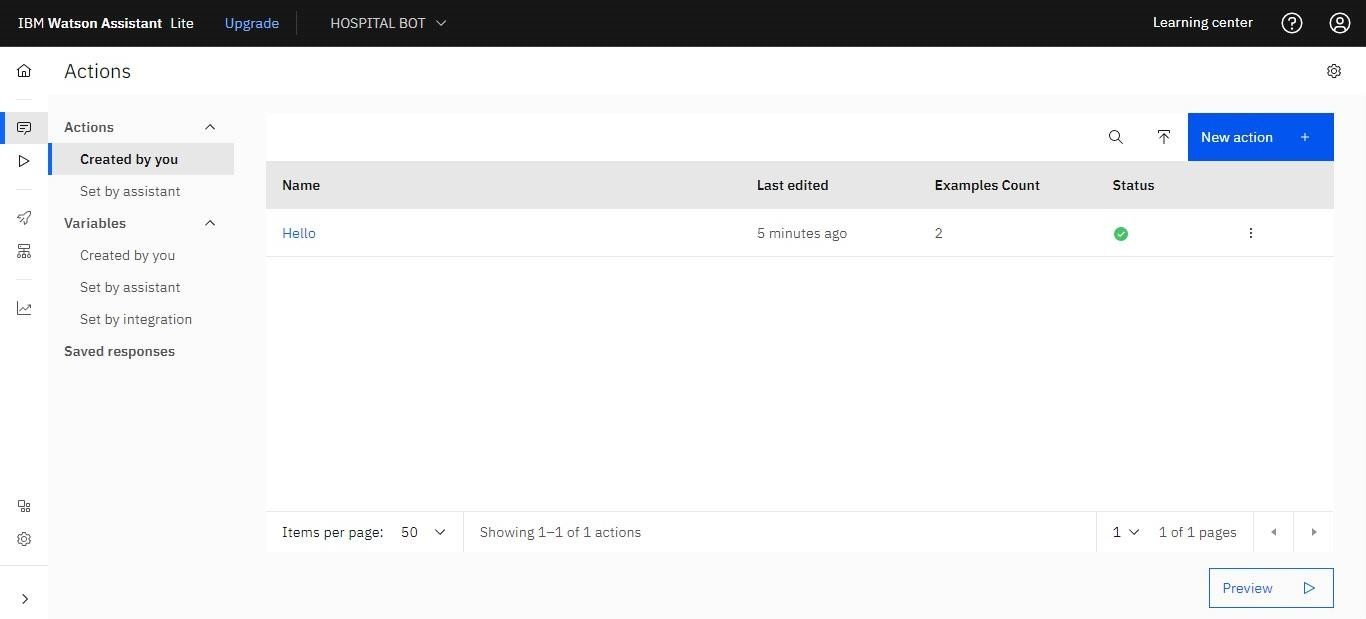 IBM Watson Assistant Lite Upgrade HOSPITAL BOT Learning center
Actions
Actions
Created by you
Set by assistant
Variables
Created by you
Set by assistant
Set by integration
Saved responses
New action +
Name Last edited Examples Count Status
Hello 5 minutes ago 2
Items per page: 50 Showing 1–1 of 1 actions 1 1 of 1 pages
Preview